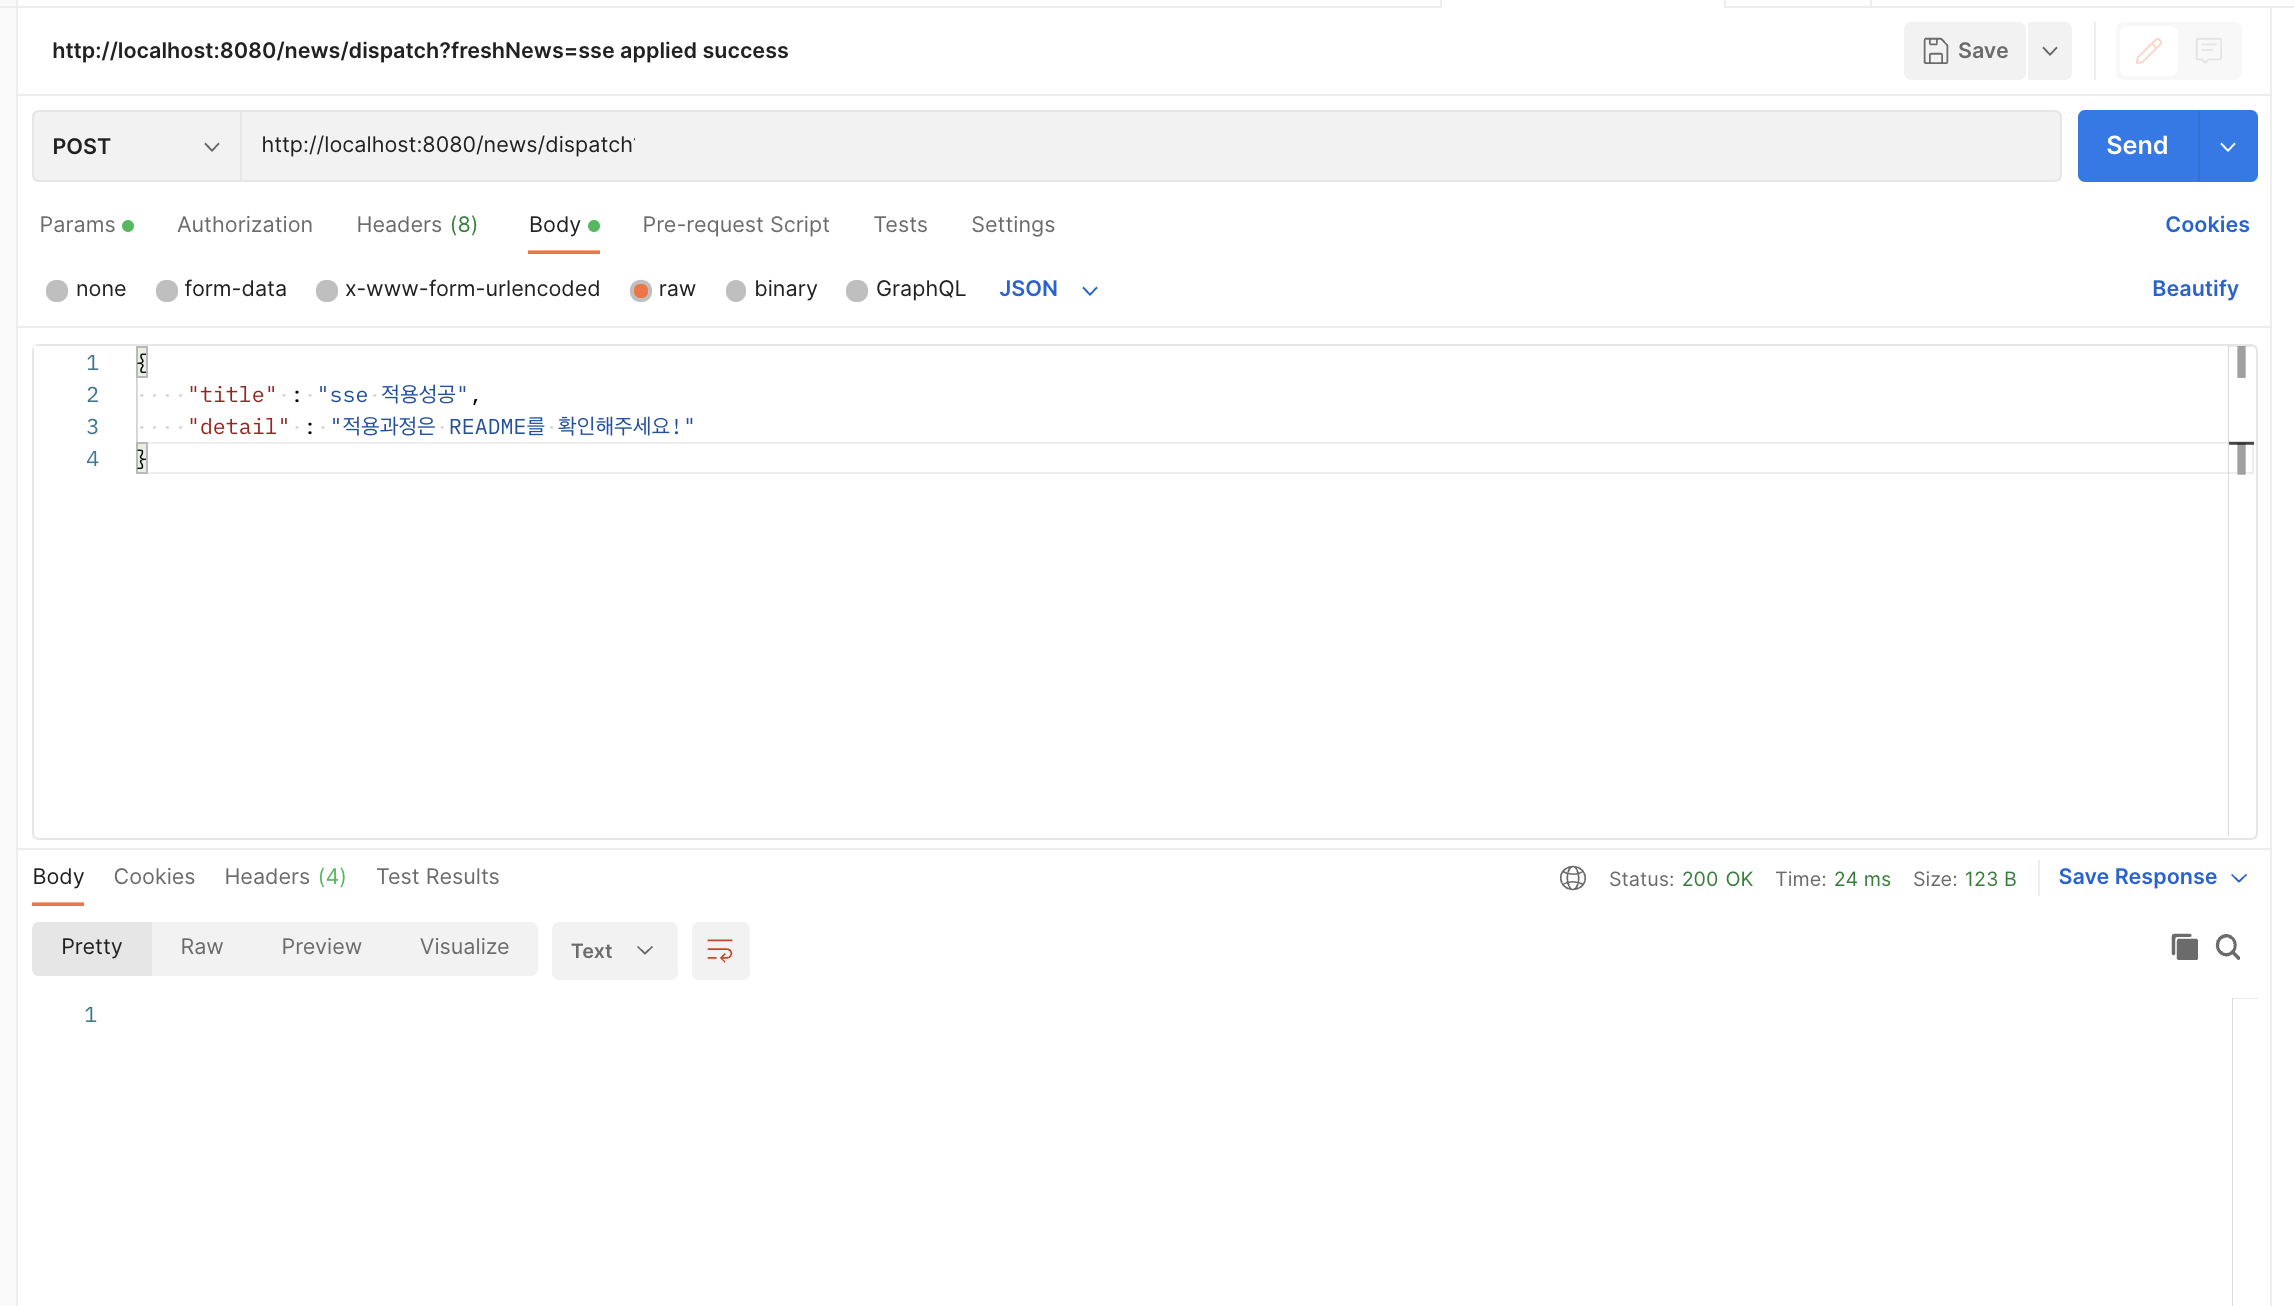 http://localhost:8080/news/dispatch?freshNews=sse applied success
Save
POST
http://localhost:8080/news/dispatch
Send
Params
Authorization
Headers (8)
Body
Pre-request Script
Tests
Settings
Cookies
none
form-data
x-www-form-urlencoded
raw
binary
GraphQL
JSON
Beautify
1 {
2 "title" : "sse 적용성공",
3 "detail" : "적용과정은 README를 확인해주세요!"
4 }
Body
Cookies
Headers (4)
Test Results
Status: 200 OK
Time: 24 ms
Size: 123 B
Save Response
Pretty
Raw
Preview
Visualize
Text
1